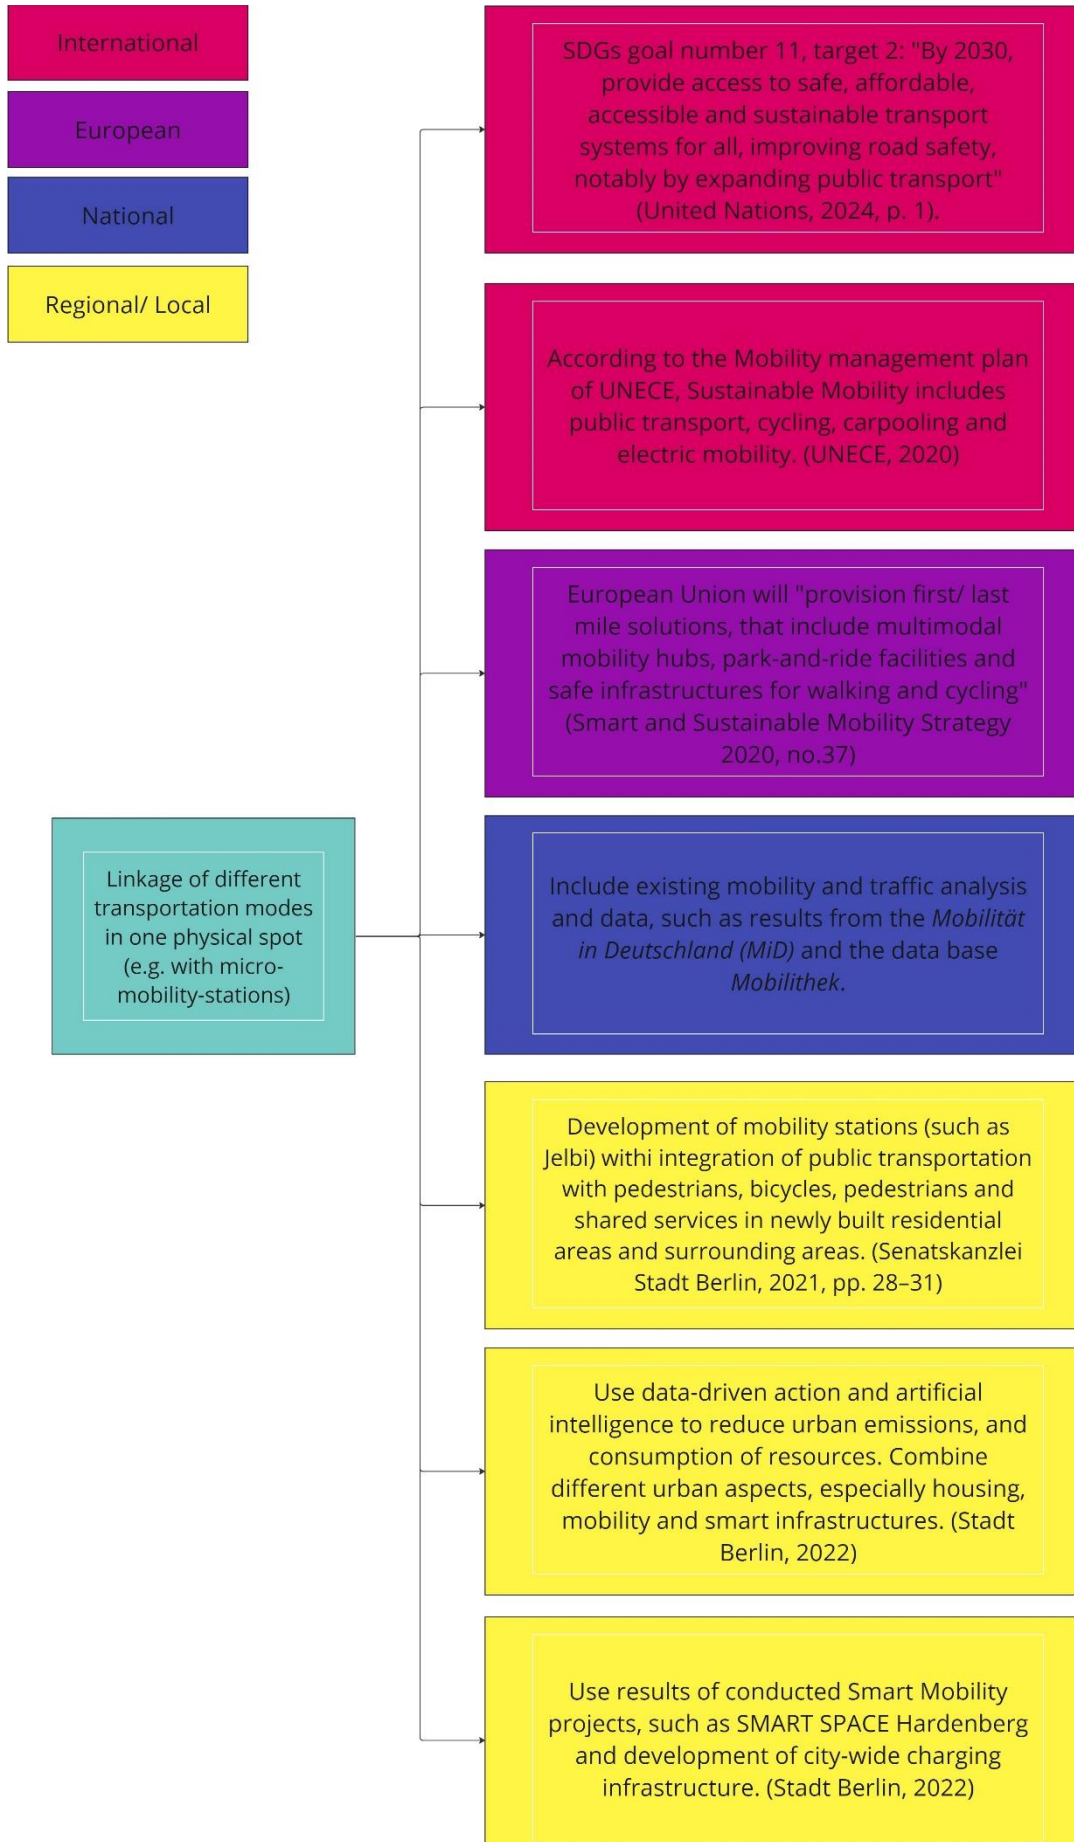 International
European
National
Regional/ Local
SDGs goal number 11, target 2: "By 2030,
provide access to safe, affordable,
accessible and sustainable transport
systems for all, improving road safety,
notably by expanding public transport"
(United Nations, 2024, p. 1).
According to the Mobility management plan
of UNECE, Sustainable Mobility includes
public transport, cycling, carpooling and
electric mobility. (UNECE, 2020)
European Union will "provision first/ last
mile solutions, that include multimodal
mobility hubs, park-and-ride facilities and
safe infrastructures for walking and cycling"
(Smart and Sustainable Mobility Strategy
2020, no.37)
Linkage of different
transportation modes
in one physical spot
(e.g. with micro-
mobility-stations)
Include existing mobility and traffic analysis
and data, such as results from the Mobilität
in Deutschland (MiD) and the data base
Mobilithek.
Development of mobility stations (such as
Jelbi) withi integration of public transportation
with pedestrians, bicycles, pedestrians and
shared services in newly built residential
areas and surrounding areas. (Senatskanzlei
Stadt Berlin, 2021, pp. 28–31)
Use data-driven action and artificial
intelligence to reduce urban emissions, and
consumption of resources. Combine
different urban aspects, especially housing,
mobility and smart infrastructures. (Stadt
Berlin, 2022)
Use results of conducted Smart Mobility
projects, such as SMART SPACE Hardenberg
and development of city-wide charging
infrastructure. (Stadt Berlin, 2022)